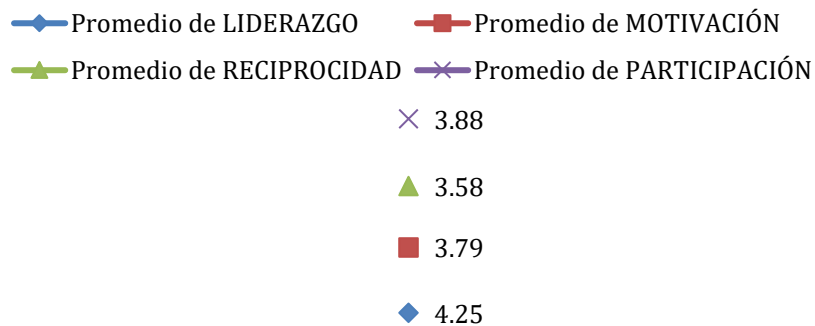 Promedio de LIDERAZGO Promedio de MOTIVACIÓN
Promedio de RECIPROCIDAD Promedio de PARTICIPACIÓN
3.88
3.58
3.79
4.25